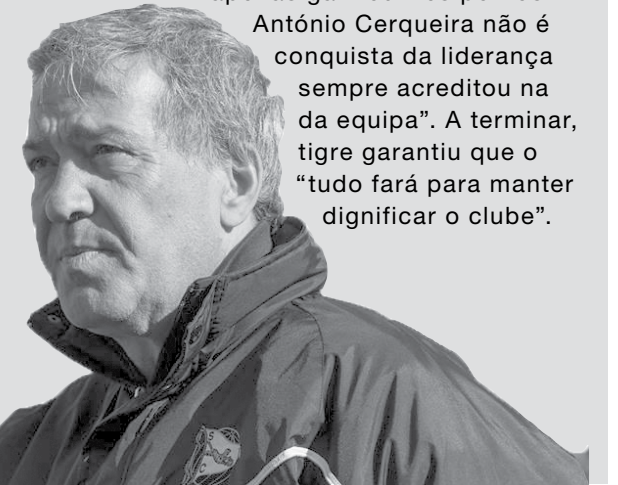 António Cerqueira não é
conquista da liderança
sempre acreditou na
da equipa”. A terminar,
tigre garantiu que o
“tudo fará para manter
dignificar o clube”.